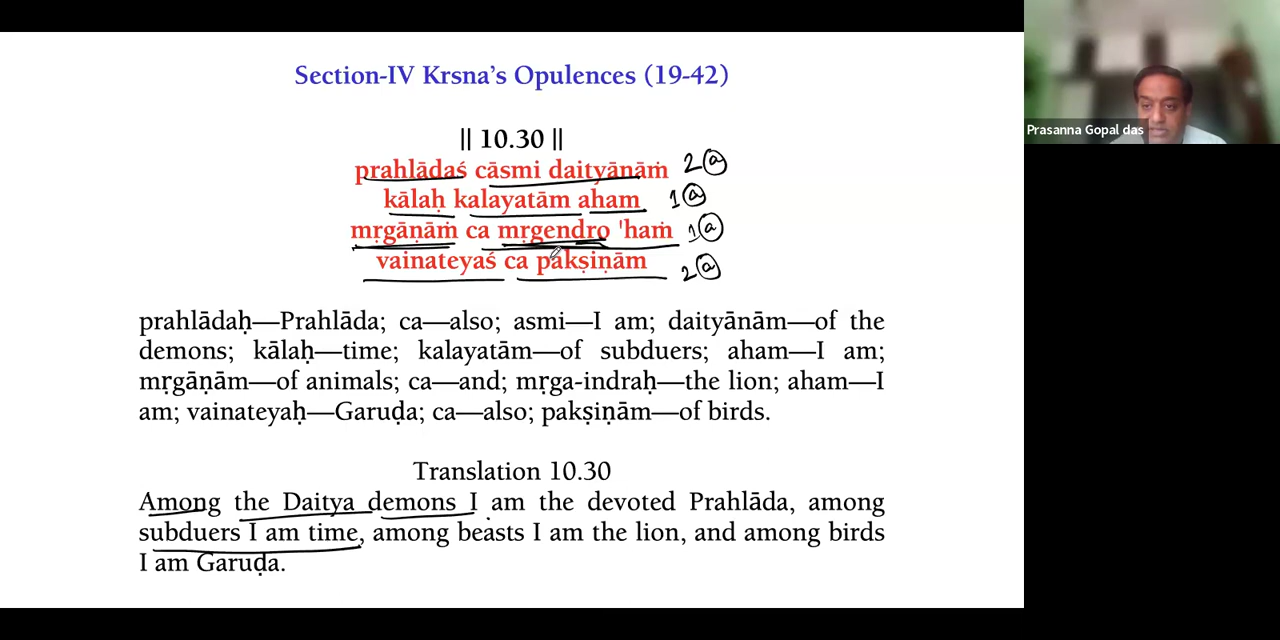 Section-IV Krsna's Opulences (19-42)
|| 10.30 ||
prahlādaś cāsmi daityānāṁ 2 a
kālaḥ kalayatām aham 1 a
mṛgāṇāṁ ca mṛgendro 'haṁ 1 a
vainateyaś ca pakṣiṇām 2 a
prahlādaḥ—Prahlāda; ca—also; asmi—I am; daityānām—of the
demons; kālaḥ—time; kalayatām—of subduers; aham—I am;
mṛgāṇām—of animals; ca—and; mṛga-indraḥ—the lion; aham—I
am; vainateyaḥ—Garuḍa; ca—also; pakṣiṇām—of birds.
Translation 10.30
Among the Daitya demons I am the devoted Prahlāda, among
subduers I am time, among beasts I am the lion, and among birds
I am Garuḍa.
Prasanna Gopal das